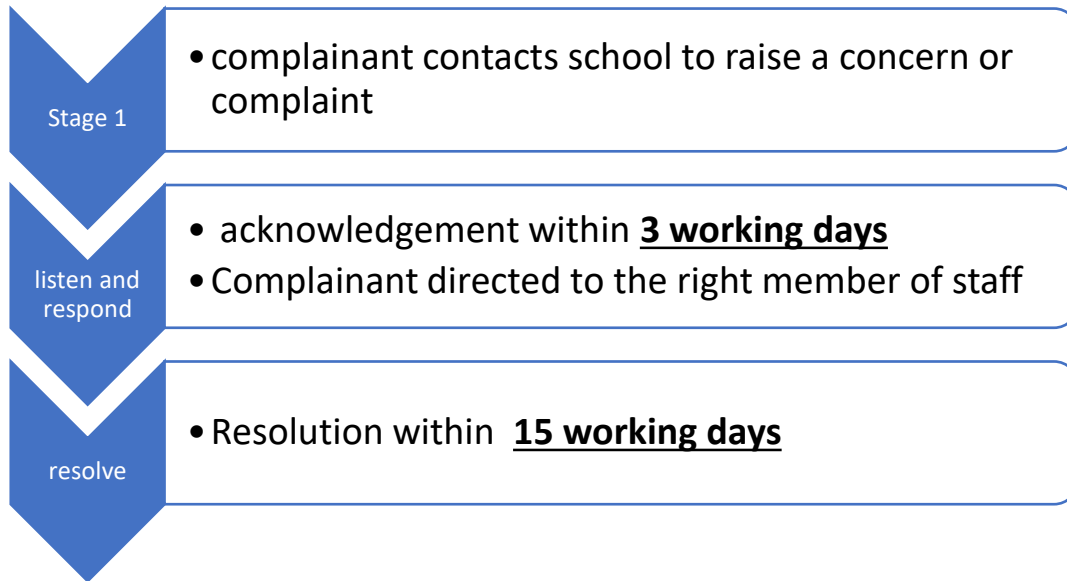 Stage 1
• complainant contacts school to raise a concern or
complaint
listen and
respond
• acknowledgement within 3 working days
• Complainant directed to the right member of staff
resolve
• Resolution within 15 working days